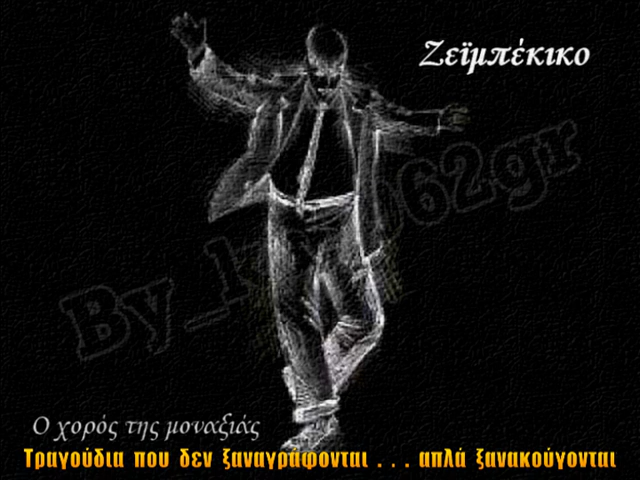 Ζεϊμπέκικο
Ο χορός της μοναξιάς
Τραγούδια που δεν ξαναγράφονται . . . απλά ξανακούγονται